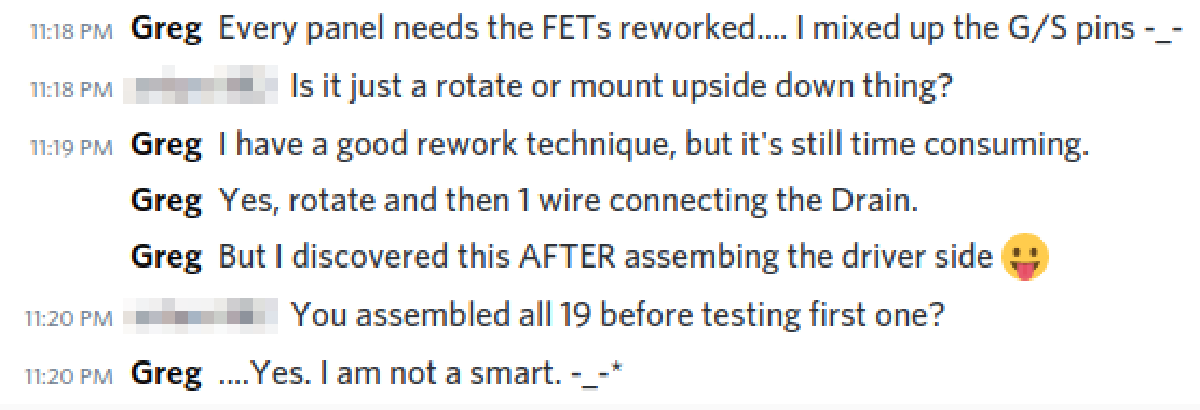 11:18 PM Greg Every panel needs the FETs reworked.... I mixed up the G/S pins -_-
11:18 PM Is it just a rotate or mount upside down thing?
11:19 PM Greg I have a good rework technique, but it's still time consuming.
Greg Yes, rotate and then 1 wire connecting the Drain.
Greg But I discovered this AFTER assembing the driver side 😛
11:20 PM You assembled all 19 before testing first one?
11:20 PM Greg ....Yes. I am not a smart. -_-*